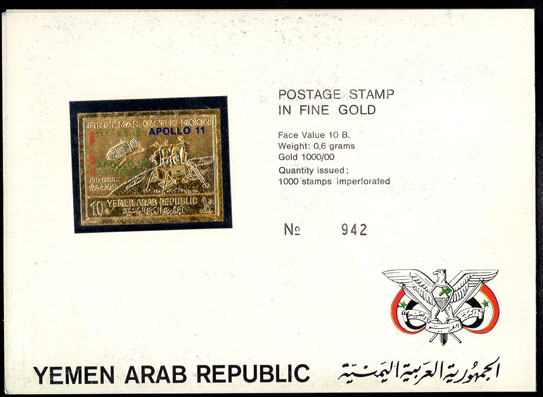 FIRST MAN ON THE MOON
APOLLO 11
10 B YEMEN ARAB REPUBLIC
POSTAGE STAMP
IN FINE GOLD
Face Value 10 B.
Weight: 0,6 grams
Gold 1000/00
Quantity issued:
1000 stamps imperforated
No 942
YEMEN ARAB REPUBLIC الجمهورية العربية اليمنية